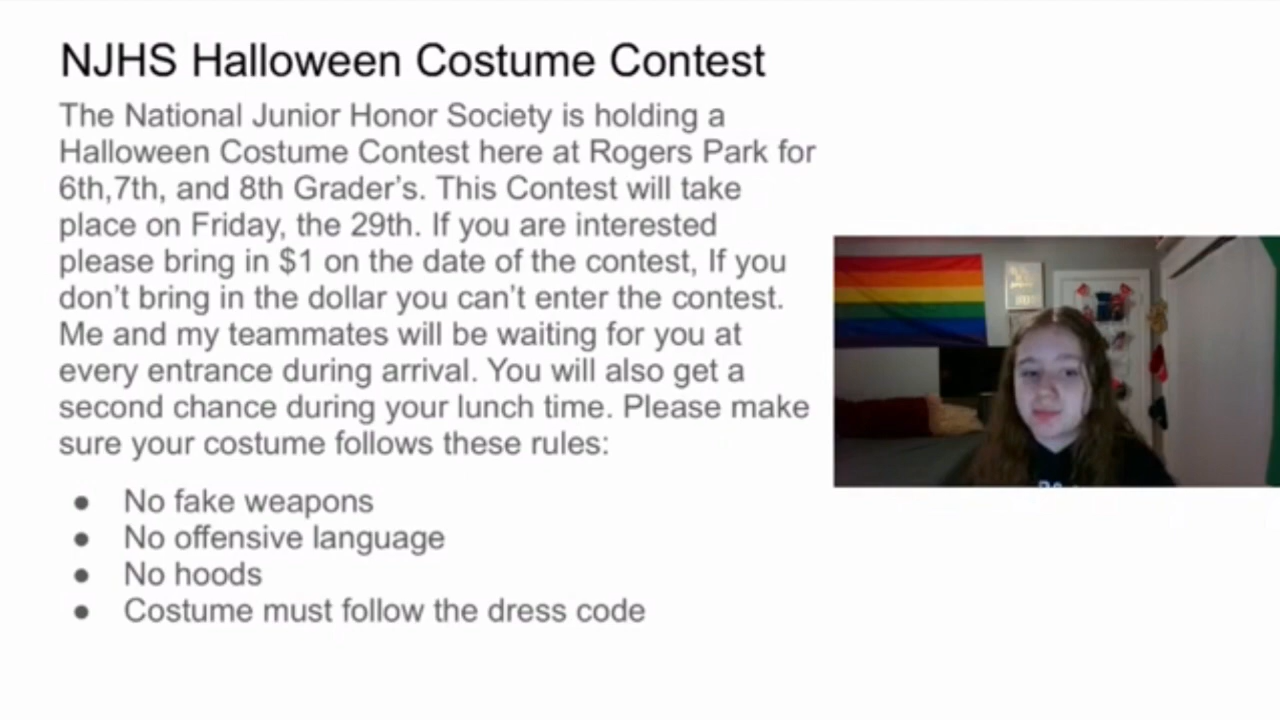 NJHS Halloween Costume Contest
The National Junior Honor Society is holding a
Halloween Costume Contest here at Rogers Park for
6th,7th, and 8th Grader’s. This Contest will take
place on Friday, the 29th. If you are interested
please bring in $1 on the date of the contest, If you
don’t bring in the dollar you can’t enter the contest.
Me and my teammates will be waiting for you at
every entrance during arrival. You will also get a
second chance during your lunch time. Please make
sure your costume follows these rules:
● No fake weapons
● No offensive language
● No hoods
● Costume must follow the dress code